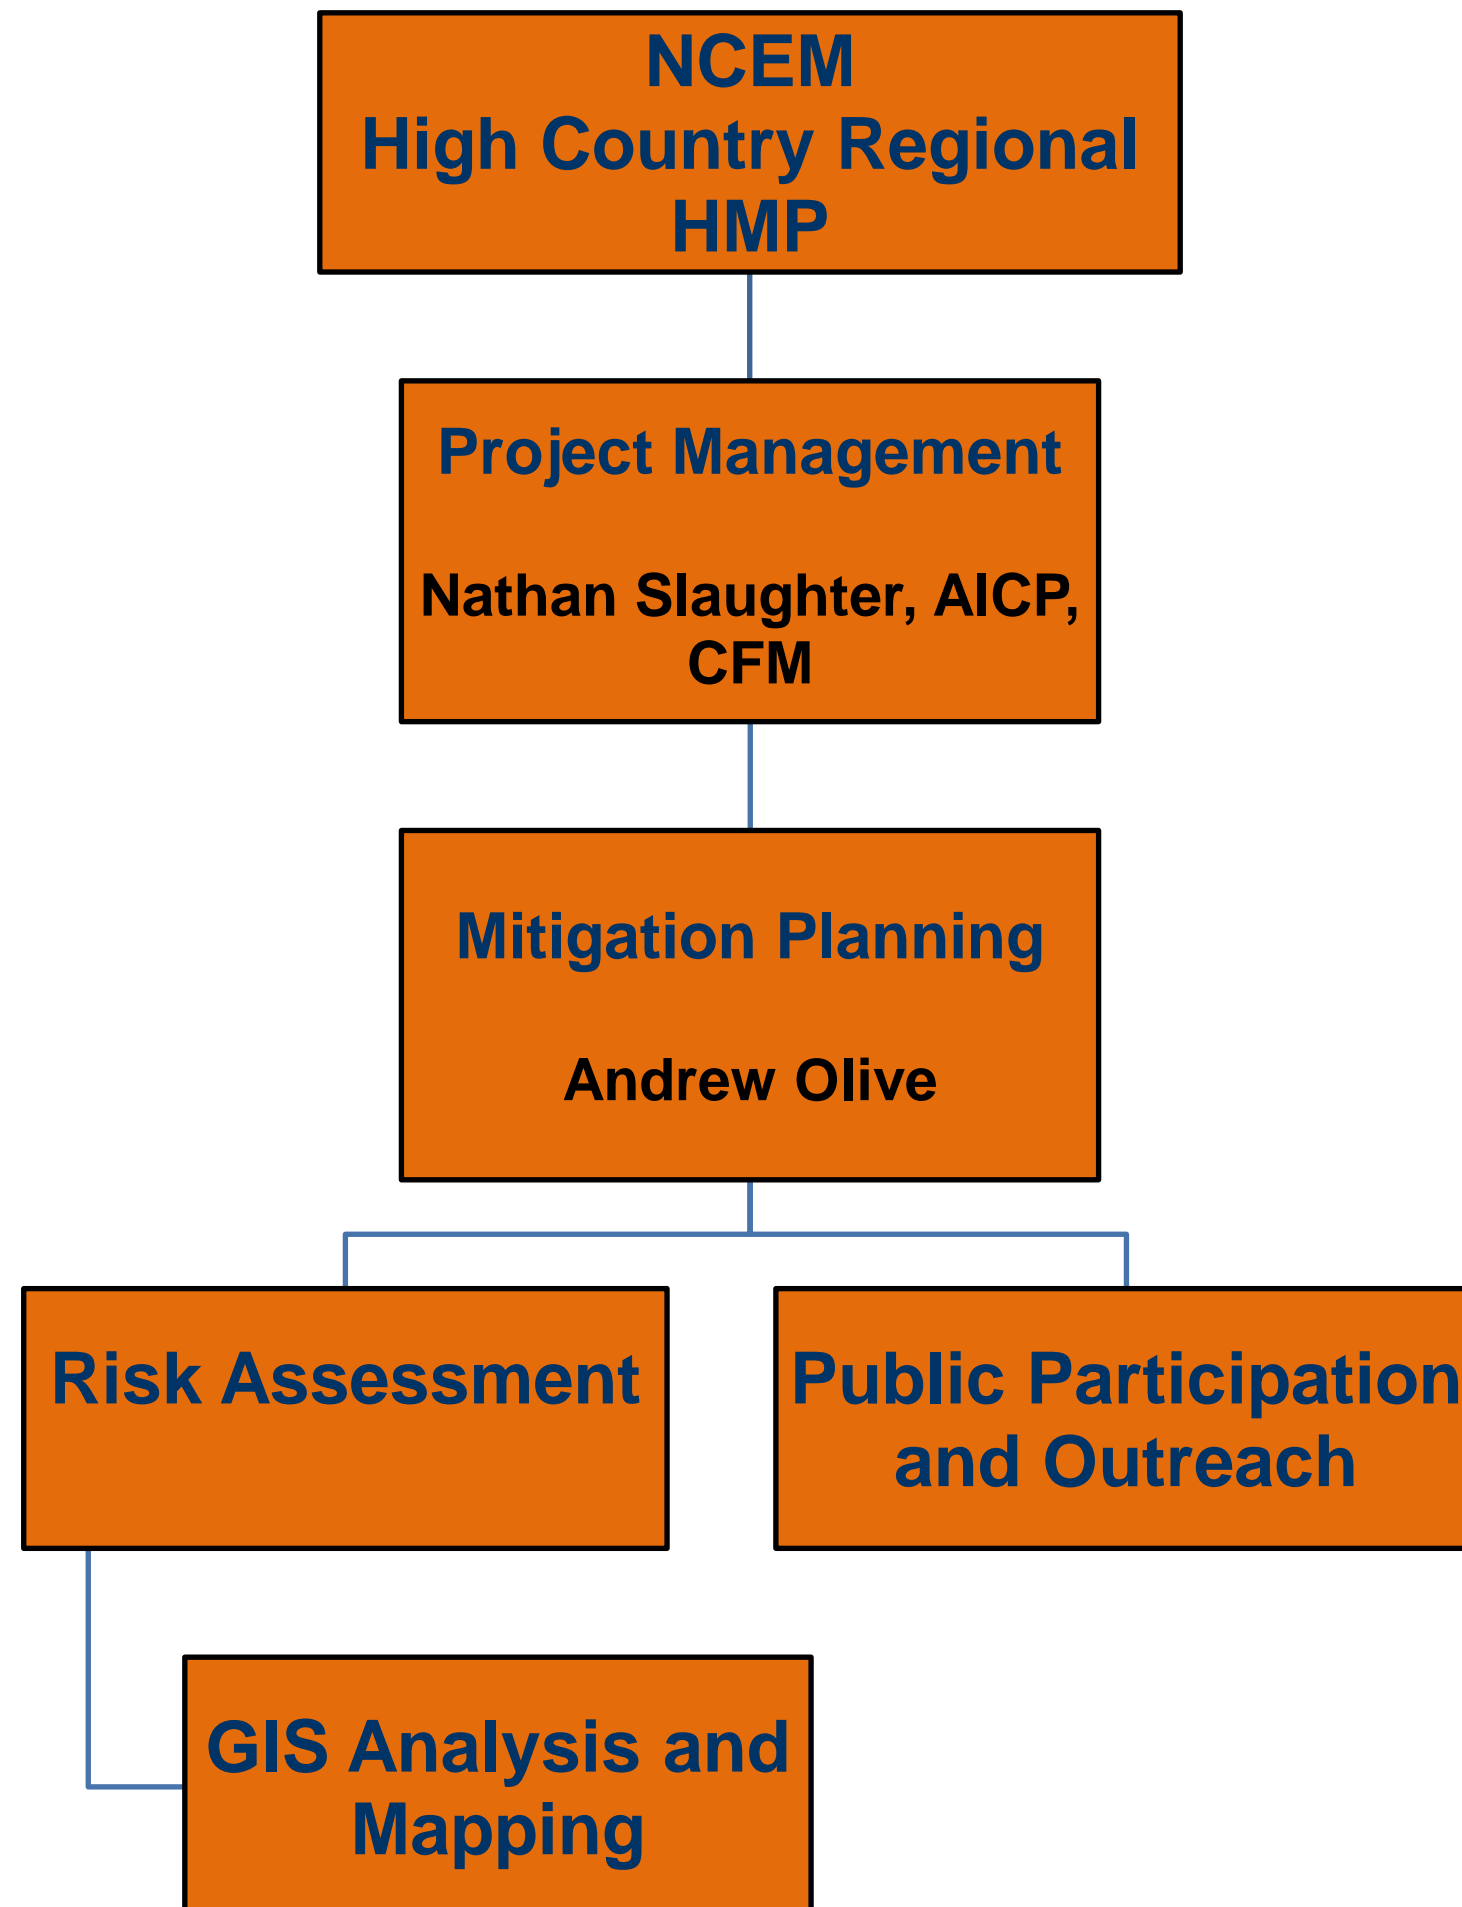 NCEM
High Country Regional
HMP
Project Management
Nathan Slaughter, AICP,
CFM
Mitigation Planning
Andrew Olive
Risk Assessment
Public Participation
and Outreach
GIS Analysis and
Mapping